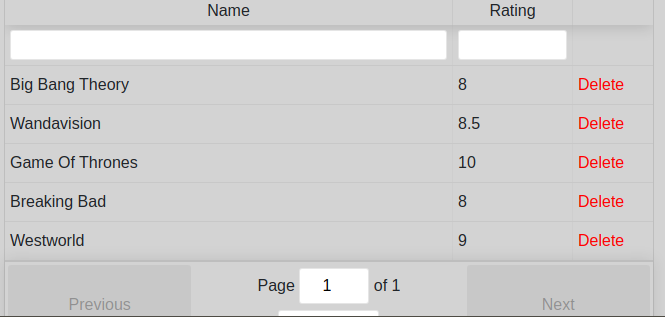 Name Rating
Big Bang Theory 8 Delete
Wandavision 8.5 Delete
Game Of Thrones 10 Delete
Breaking Bad 8 Delete
Westworld 9 Delete
Page 1 of 1
Previous Next